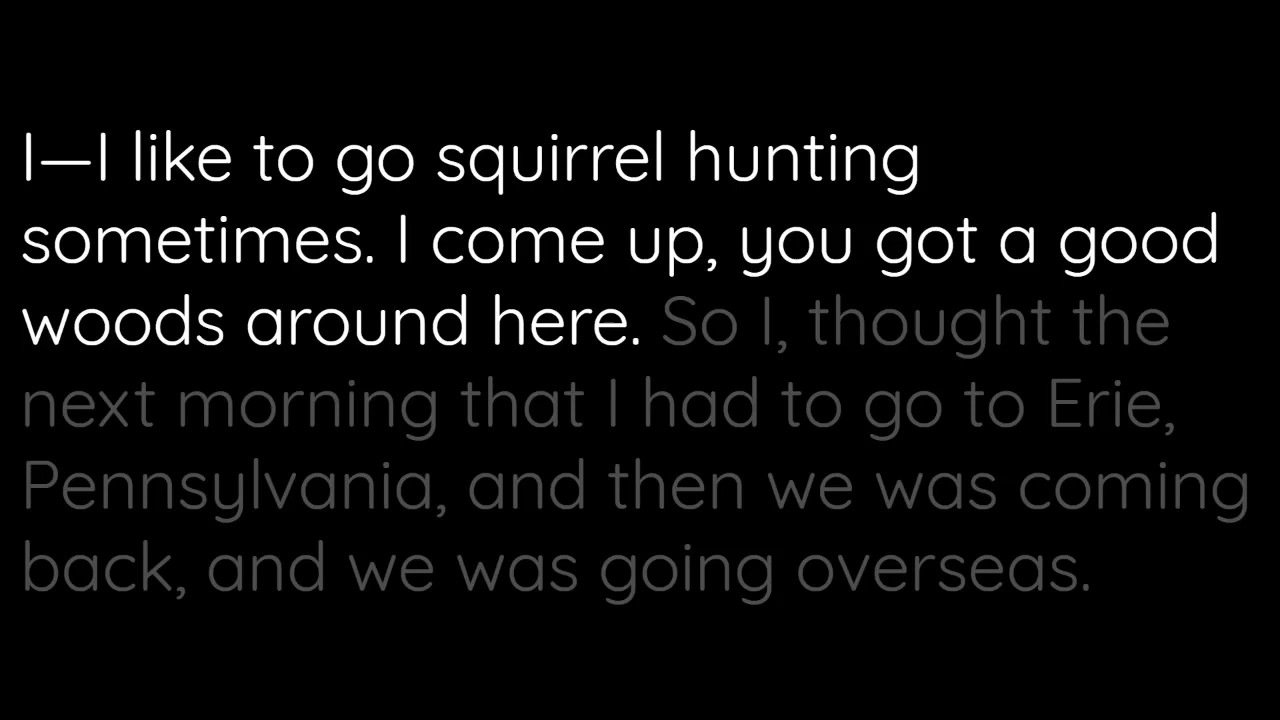 I—I like to go squirrel hunting
sometimes. I come up, you got a good
woods around here. So I, thought the
next morning that I had to go to Erie,
Pennsylvania, and then we was coming
back, and we was going overseas.